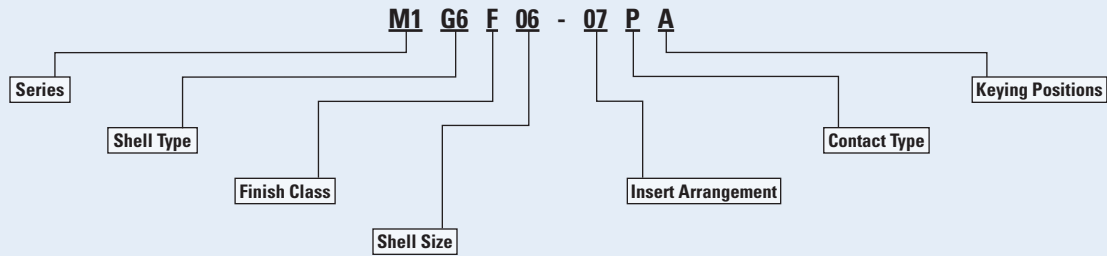 M1 G6 F 06 - 07 P A
Series
Keying Positions
Shell Type
Contact Type
Finish Class
Insert Arrangement
Shell Size